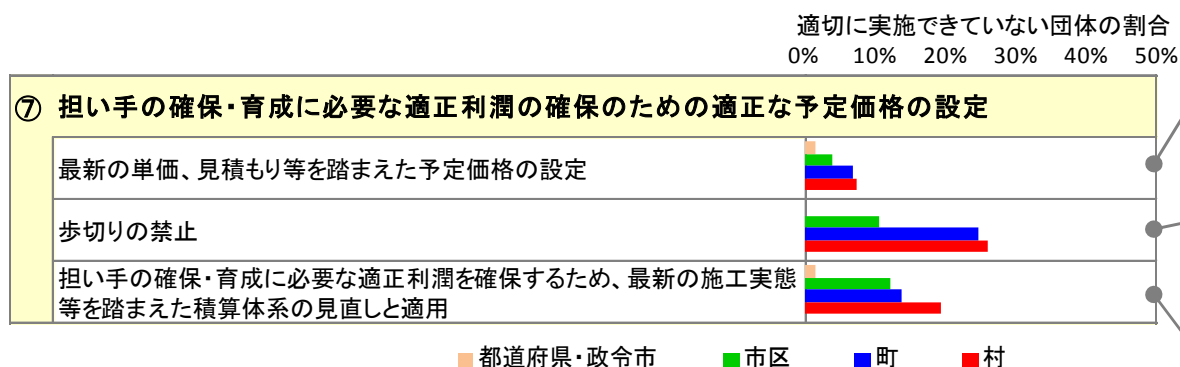 適切に実施できていない団体の割合
0% 10% 20% 30% 40% 50%
⑦ 担い手の確保・育成に必要な適正利潤の確保のための適正な予定価格の設定
最新の単価、見積もり等を踏まえた予定価格の設定
歩切りの禁止
担い手の確保・育成に必要な適正利潤を確保するため、最新の施工実態
等を踏まえた積算体系の見直しと適用
都道府県・政令市 市区 町 村